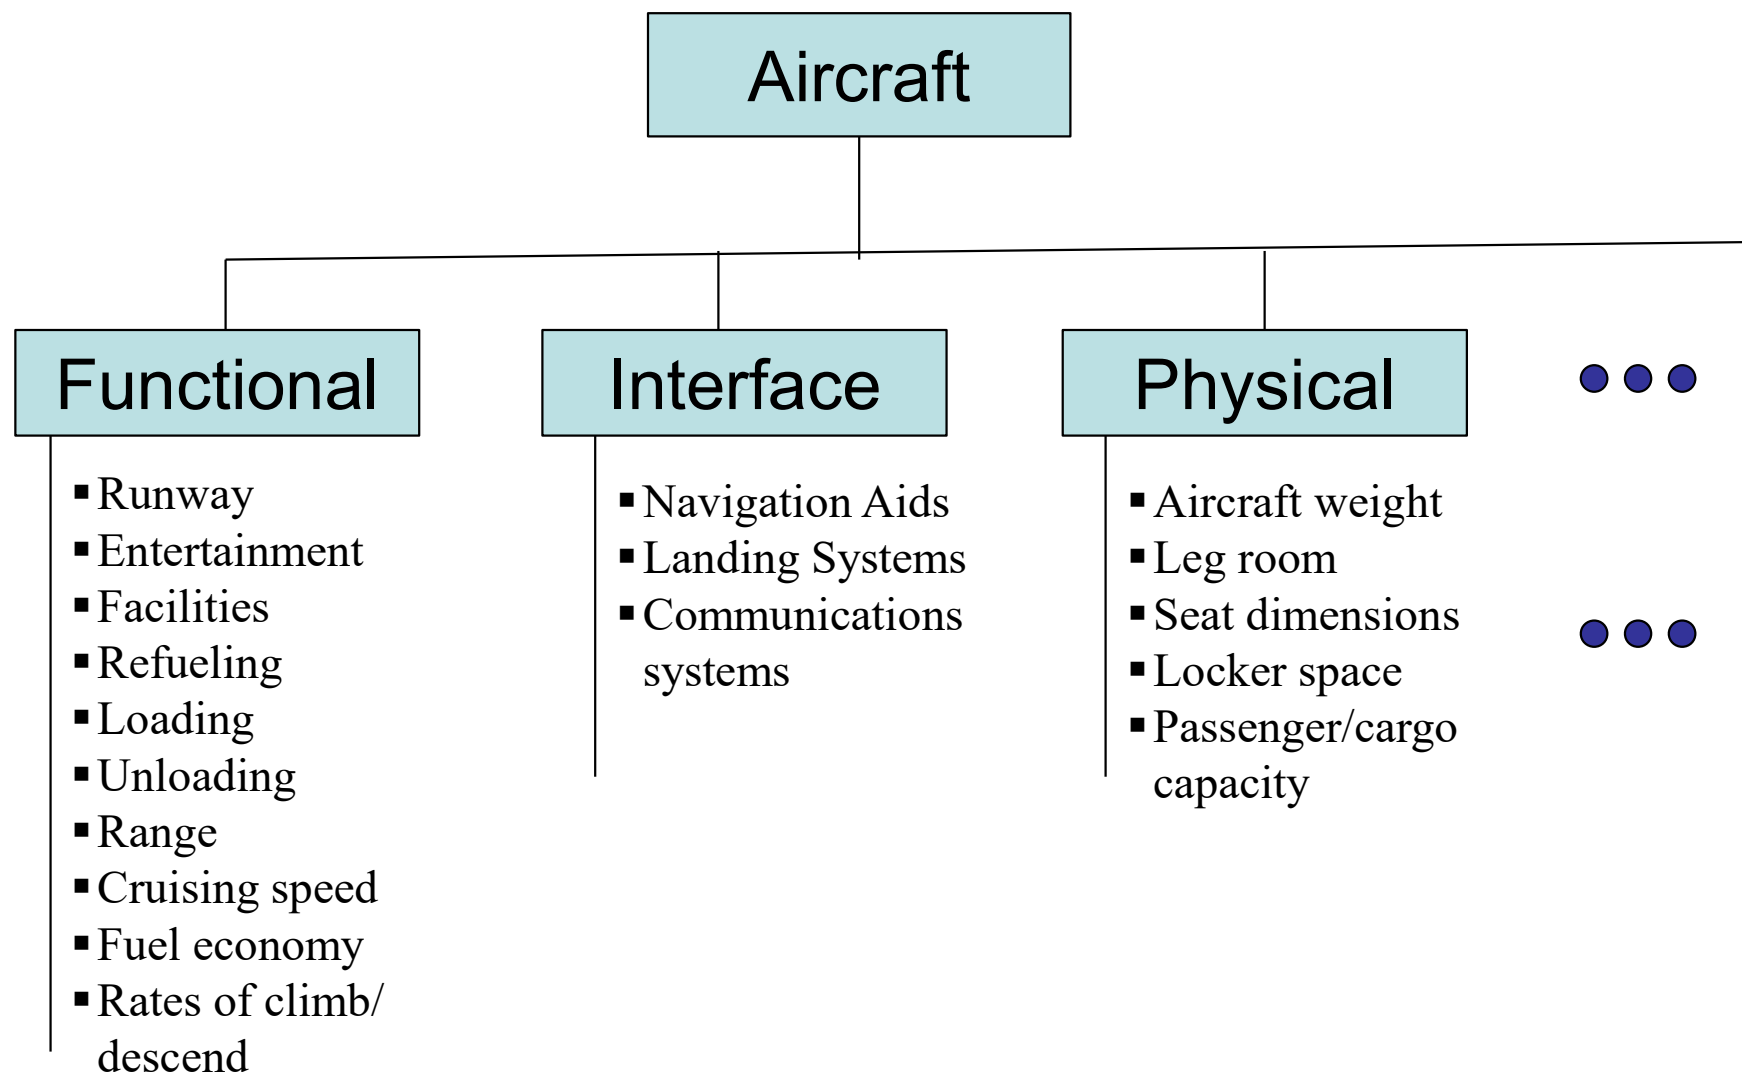 Aircraft
Functional
Interface
Physical
Runway
Entertainment
Facilities
Refueling
Loading
Unloading
Range
Cruising speed
Fuel economy
Rates of climb/
descend
Navigation Aids
Landing Systems
Communications
systems
Aircraft weight
Leg room
Seat dimensions
Locker space
Passenger/cargo
capacity